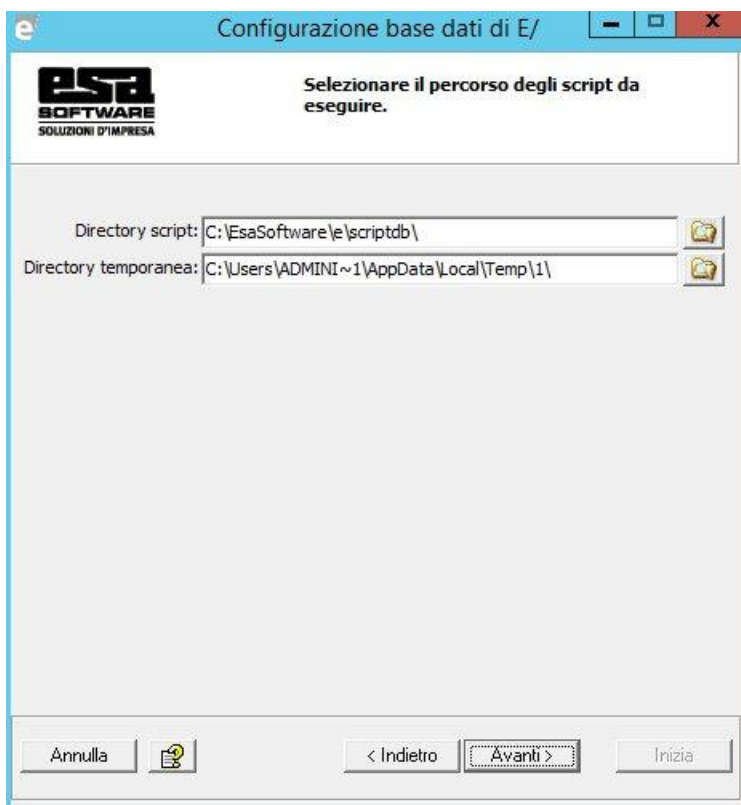 Configurazione base dati di E/
esa
SOFTWARE
SOLUZIONI D'IMPRESA
Selezionare il percorso degli script da
eseguire.
Directory script: C:\EsaSoftware\e\scriptdb\
Directory temporanea: C:\Users\ADMINI~1\AppData\Local\Temp\1\
Annulla < Indietro Avanti > Inizia